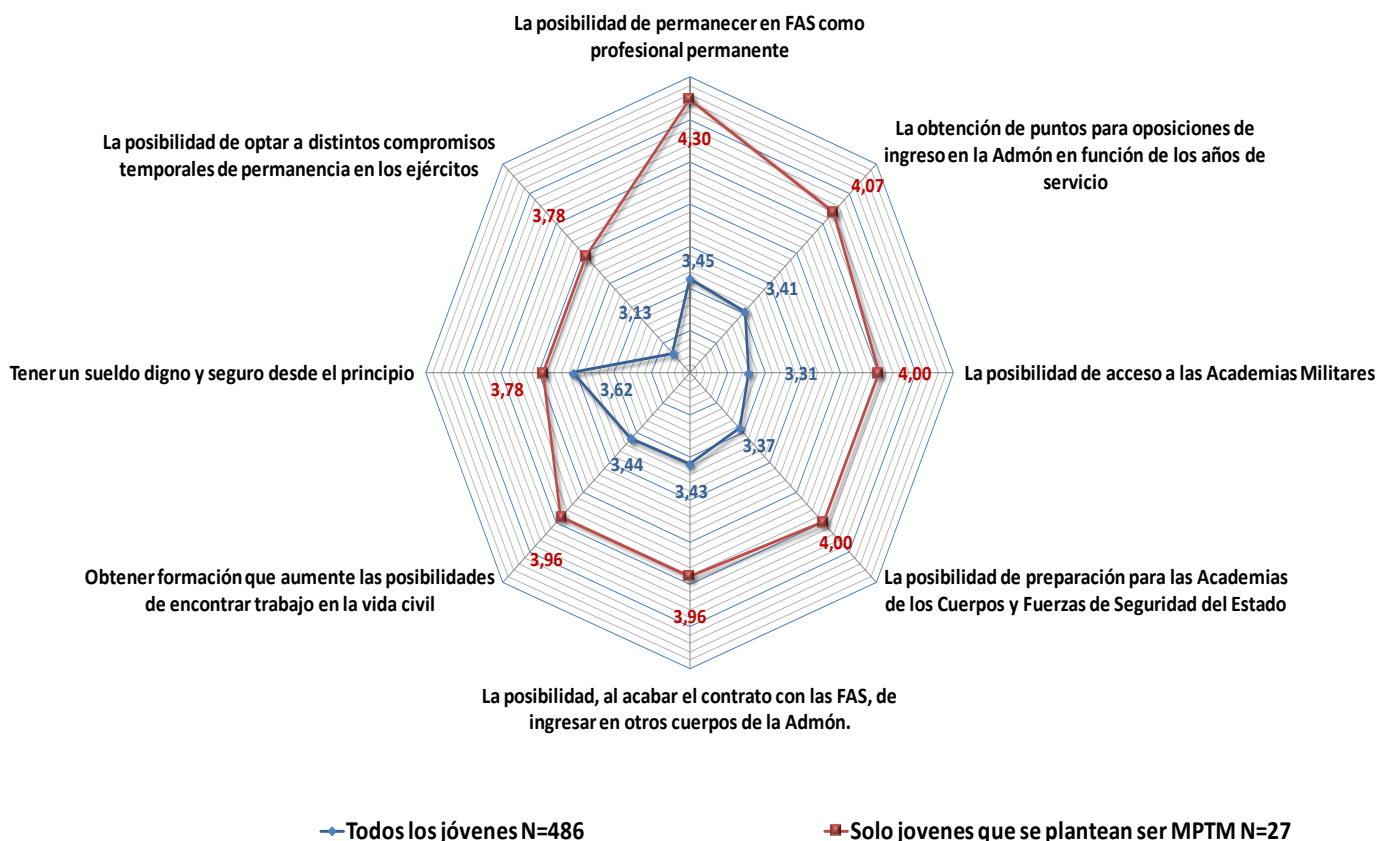 La posibilidad de permanecer en FAS como
profesional permanente
La posibilidad de optar a distintos compromisos
temporales de permanencia en los ejércitos
La obtención de puntos para oposiciones de
ingreso en la Admón en función de los años de
servicio
4,30
4,07
3,78
3,45
3,41
3,13
Tener un sueldo digno y seguro desde el principio
3,78
3,62
3,31
4,00
La posibilidad de acceso a las Academias Militares
3,44
3,43
3,37
3,96
3,96
4,00
Obtener formación que aumente las posibilidades
de encontrar trabajo en la vida civil
La posibilidad de preparación para las Academias
de los Cuerpos y Fuerzas de Seguridad del Estado
La posibilidad, al acabar el contrato con las FAS, de
ingresar en otros cuerpos de la Admón.
Todos los jóvenes N=486
Solo jovenes que se plantean ser MPTM N=27